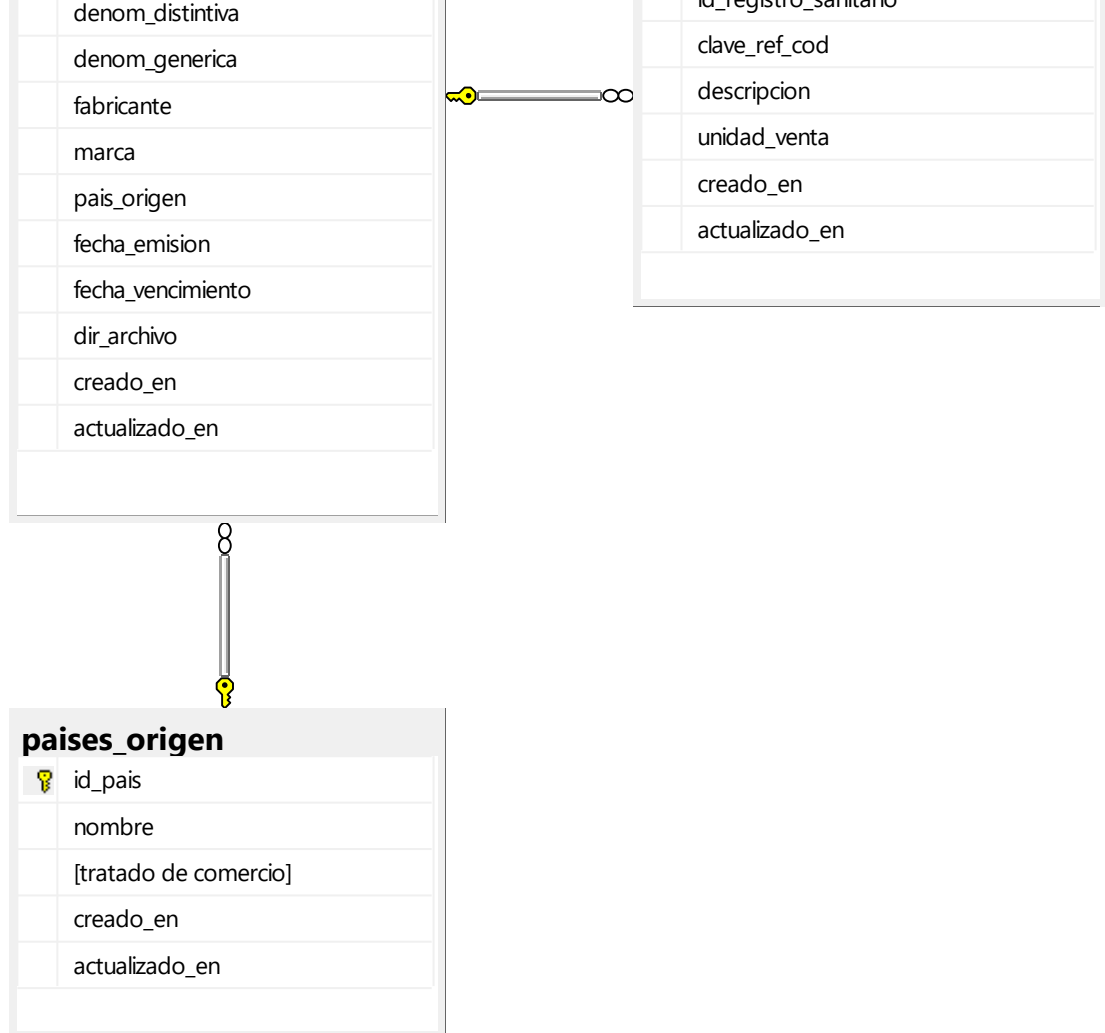 denom_distintiva
denom_generica
fabricante
marca
pais_origen
fecha_emision
fecha_vencimiento
dir_archivo
creado_en
actualizado_en
id_registro_sanitario
clave_ref_cod
descripcion
unidad_venta
creado_en
actualizado_en
paises_origen
id_pais
nombre
[tratado de comercio]
creado_en
actualizado_en